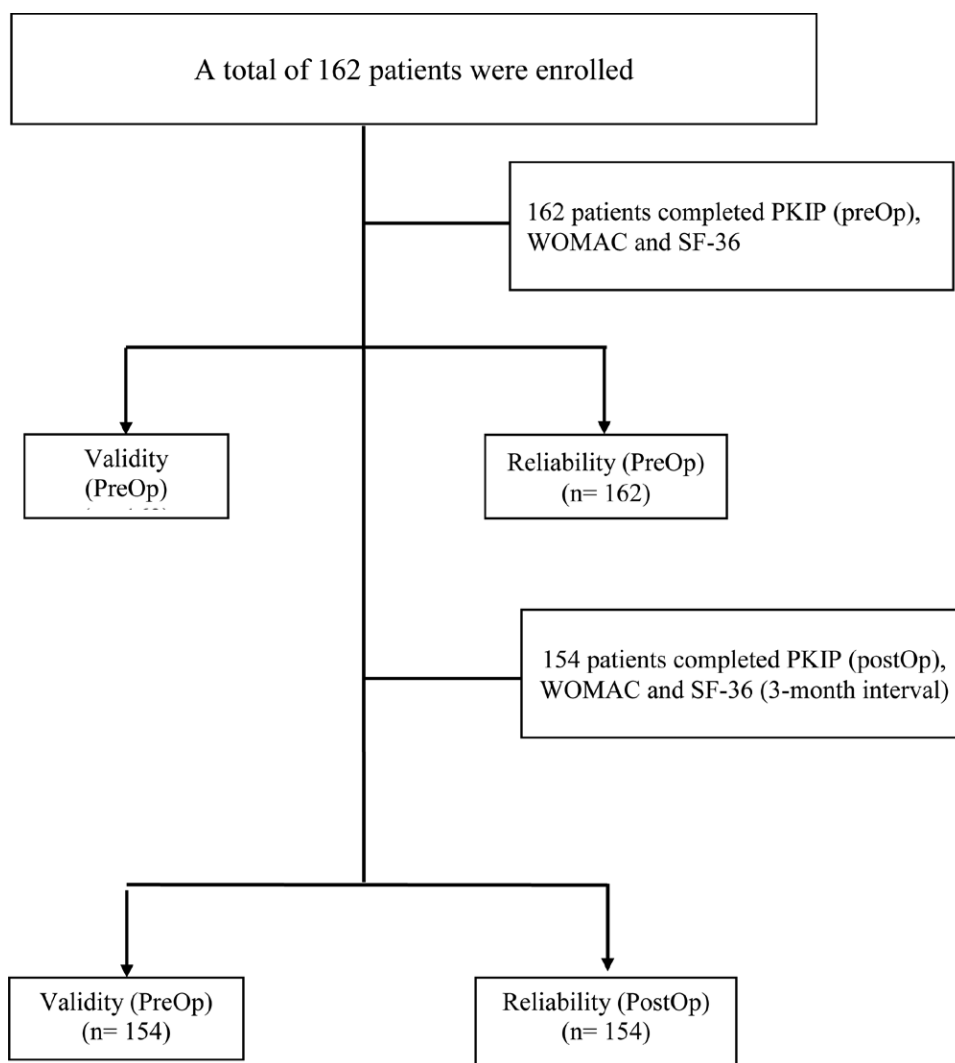 A total of 162 patients were enrolled
162 patients completed PKIP (preOp),
WOMAC and SF-36
Validity
(PreOp)
Reliability (PreOp)
(n= 162)
154 patients completed PKIP (postOp),
WOMAC and SF-36 (3-month interval)
Validity (PreOp)
(n= 154)
Reliability (PostOp)
(n= 154)